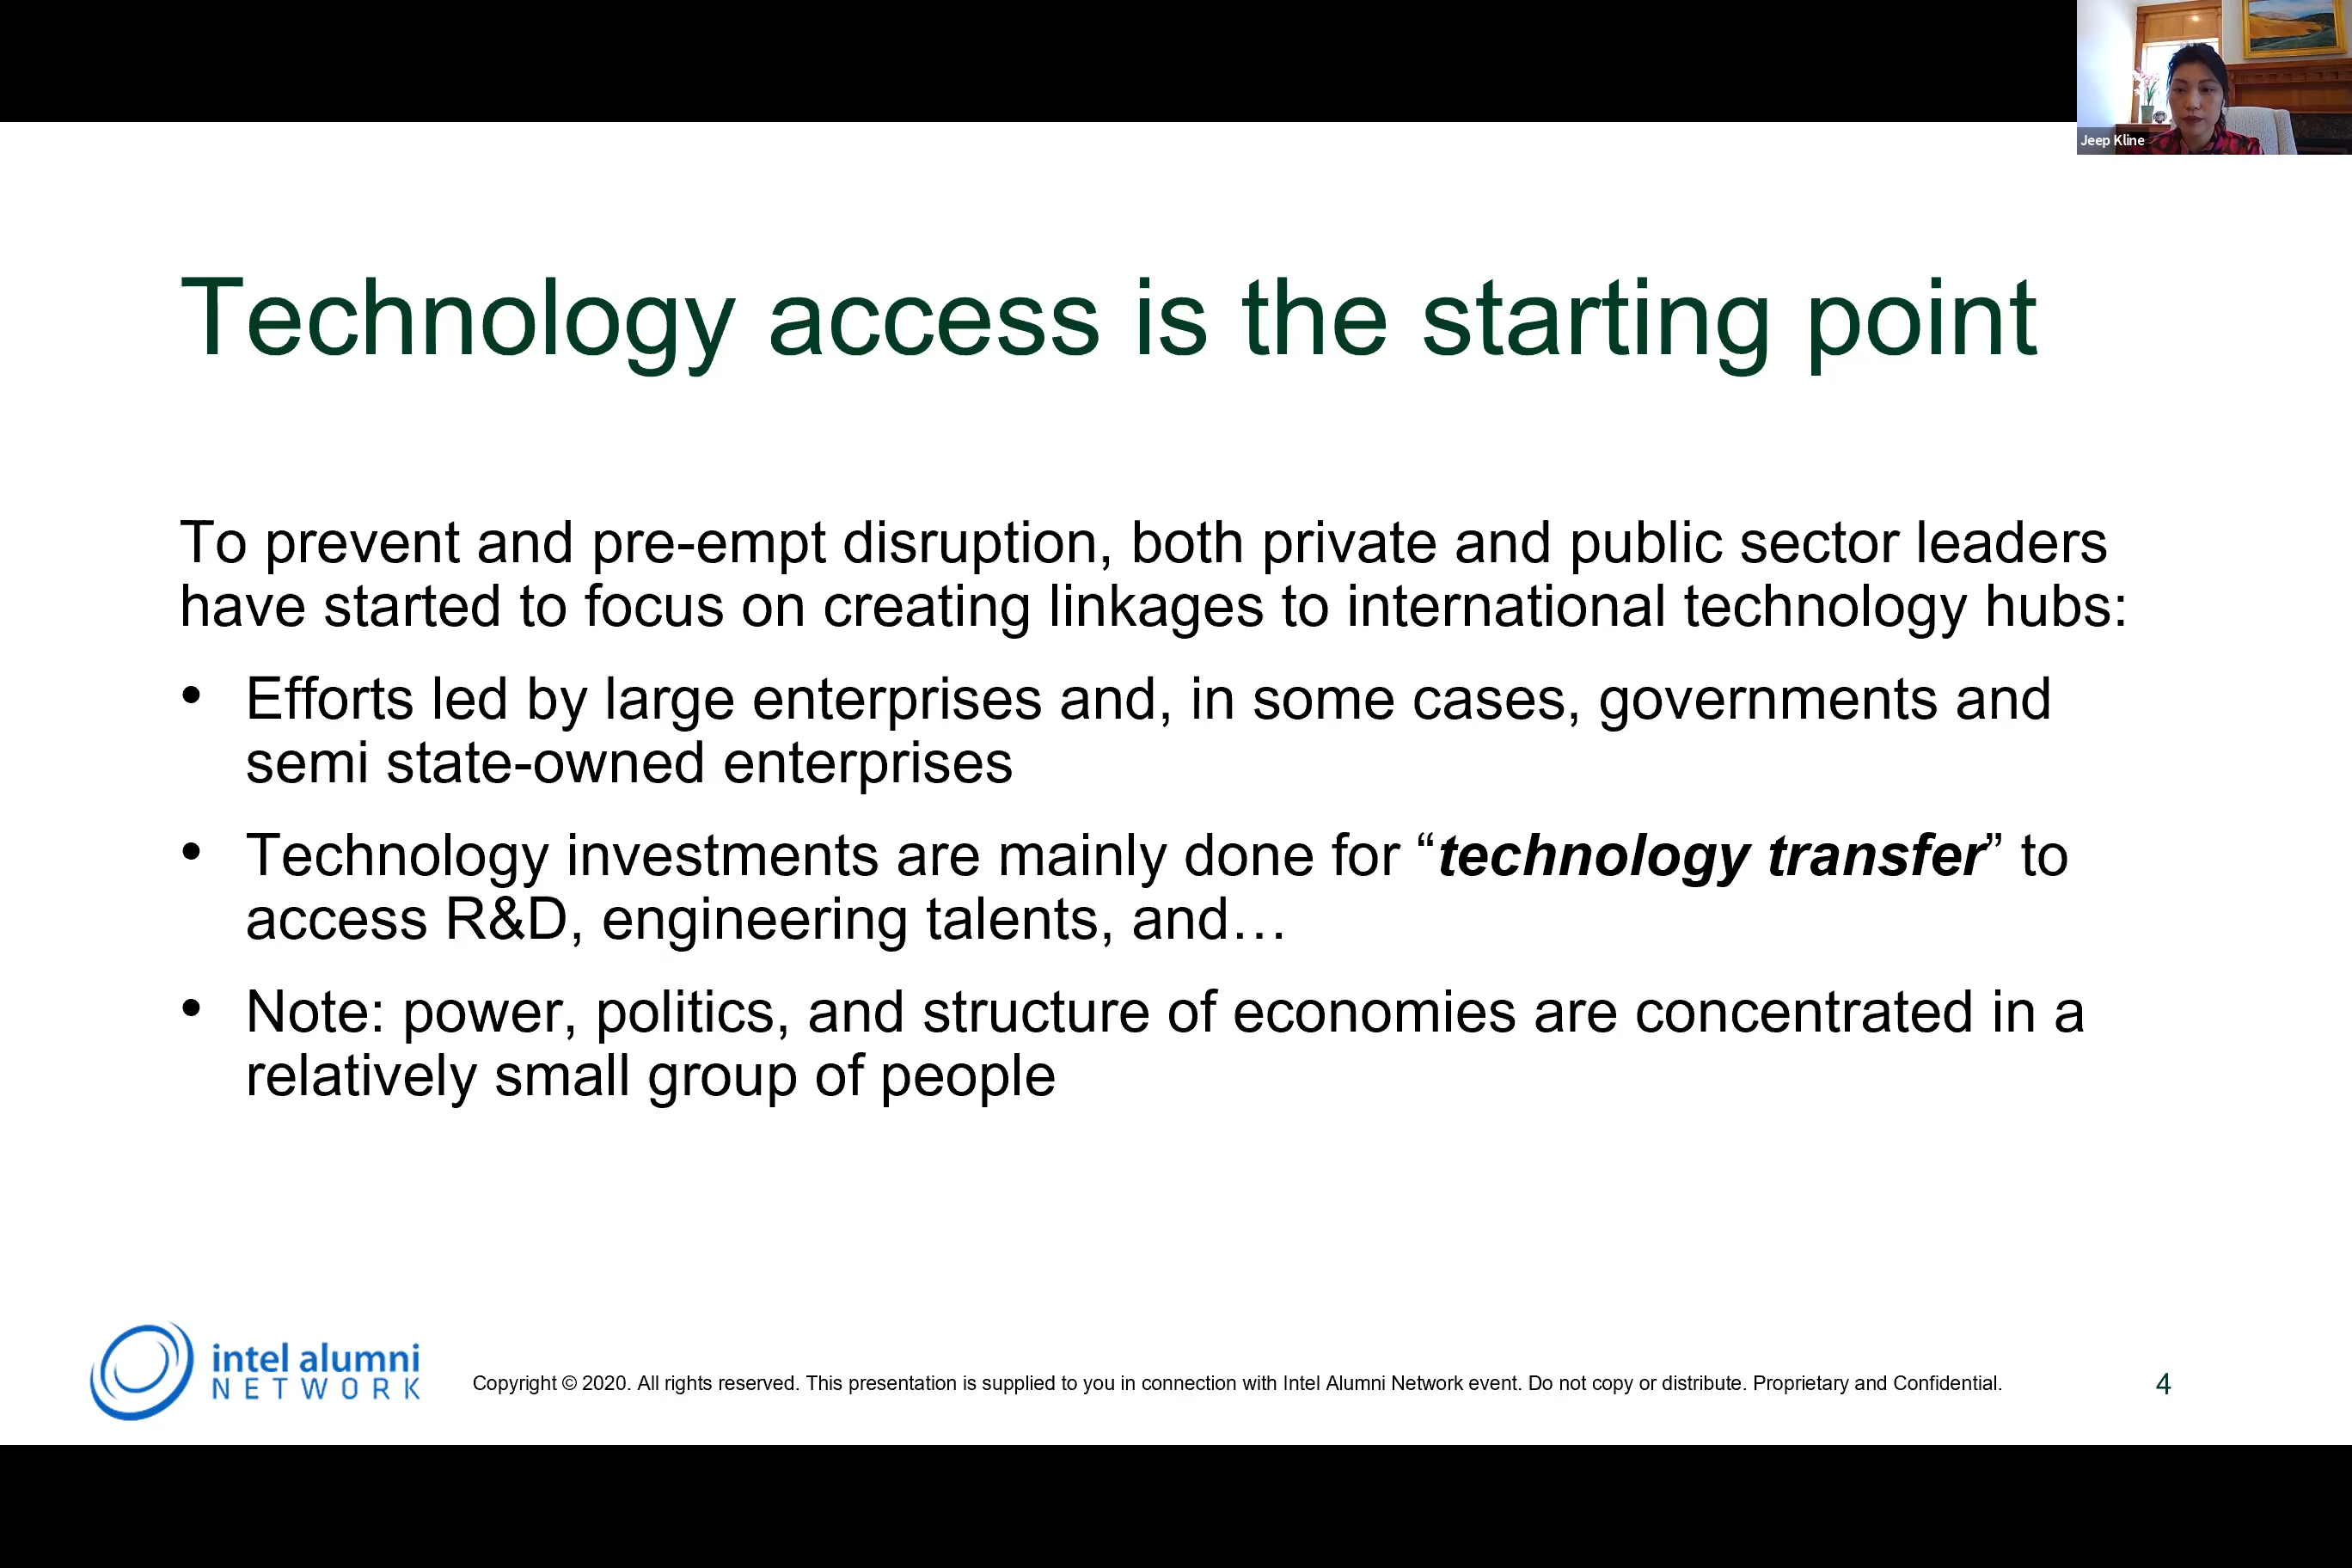 Jeep Kline
Technology access is the starting point
To prevent and pre-empt disruption, both private and public sector leaders
have started to focus on creating linkages to international technology hubs:
• Efforts led by large enterprises and, in some cases, governments and
semi state-owned enterprises
• Technology investments are mainly done for “technology transfer” to
access R&D, engineering talents, and…
• Note: power, politics, and structure of economies are concentrated in a
relatively small group of people
intel alumni
NETWORK
Copyright © 2020. All rights reserved. This presentation is supplied to you in connection with Intel Alumni Network event. Do not copy or distribute. Proprietary and Confidential.
4